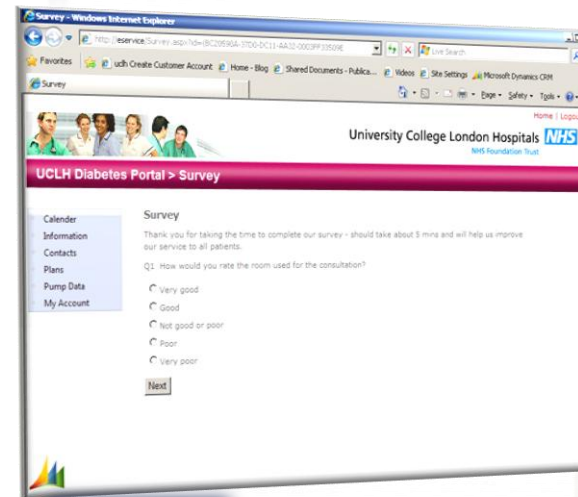 Survey - Windows Internet Explorer
Live Search
Favorites uclh Create Customer Account Home - Blog Shared Documents - Publica... Videos Site Settings Microsoft Dynamics CRM
Survey
Page Safety Tools
Home | Logout
University College London Hospitals NHS
NHS Foundation Trust
UCLH Diabetes Portal > Survey
Calender
Information
Contacts
Plans
Pump Data
My Account
Survey
Thank you for taking the time to complete our survey - should take about 5 mins and will help us improve
our service to all patients.
Q1 How would you rate the room used for the consultation?
Very good
Good
Not good or poor
Poor
Very poor
Next